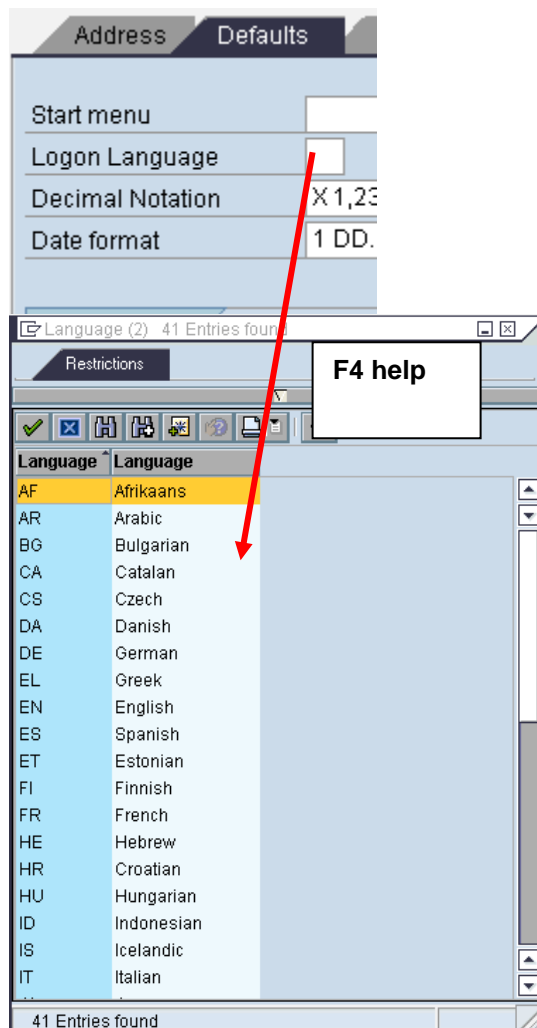 Address Defaults
Start menu
Logon Language
Decimal Notation X 1,23
Date format 1 DD.
Language (2) 41 Entries found
Restrictions
F4 help
Language Language
AF Afrikaans
AR Arabic
BG Bulgarian
CA Catalan
CS Czech
DA Danish
DE German
EL Greek
EN English
ES Spanish
ET Estonian
FI Finnish
FR French
HE Hebrew
HR Croatian
HU Hungarian
ID Indonesian
IS Icelandic
IT Italian
41 Entries found